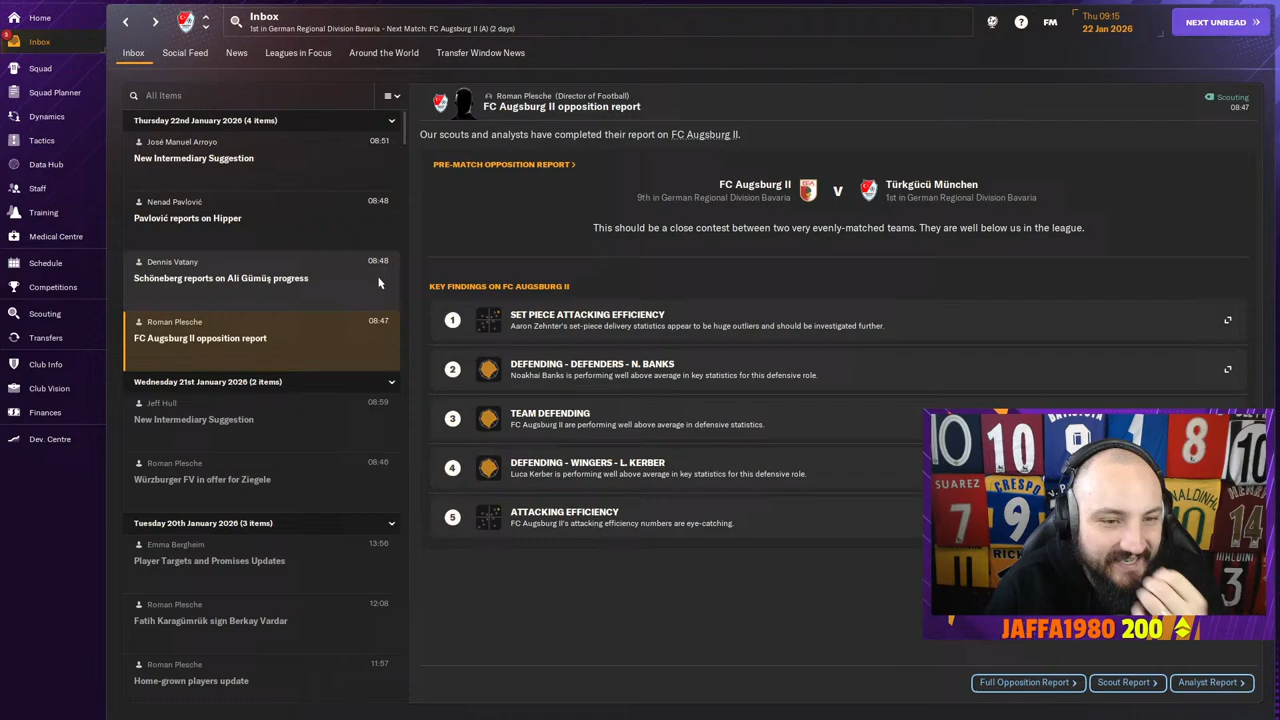 Home
3
Inbox
Squad
Squad Planner
Dynamics
Tactics
Data Hub
Staff
Training
Medical Centre
Schedule
Competitions
Scouting
Transfers
Club Info
Club Vision
Finances
Dev. Centre
Inbox
1st in German Regional Division Bavaria - Next Match: FC Augsburg II (A) (2 days)
?
FM
Thu 09:15
22 Jan 2026
NEXT UNREAD
Inbox
Social Feed
News
Leagues in Focus
Around the World
Transfer Window News
All Items
Thursday 22nd January 2026 (4 items)
José Manuel Arroyo
08:51
New Intermediary Suggestion
Nenad Pavlović
08:48
Pavlović reports on Hipper
Dennis Vatany
08:48
Schöneberg reports on Ali Gümüş progress
Roman Plesche
08:47
FC Augsburg II opposition report
Wednesday 21st January 2026 (2 items)
Jeff Hull
08:59
New Intermediary Suggestion
Roman Plesche
08:46
Würzburger FV in offer for Ziegele
Tuesday 20th January 2026 (3 items)
Emma Bergheim
13:56
Player Targets and Promises Updates
Roman Plesche
12:08
Fatih Karagümrük sign Berkay Vardar
Roman Plesche
11:57
Home-grown players update
Roman Plesche (Director of Football)
FC Augsburg II opposition report
Scouting
08:47
Our scouts and analysts have completed their report on FC Augsburg II.
PRE-MATCH OPPOSITION REPORT >
FC Augsburg II
9th in German Regional Division Bavaria
v
Türkgücü München
1st in German Regional Division Bavaria
This should be a close contest between two very evenly-matched teams. They are well below us in the league.
KEY FINDINGS ON FC AUGSBURG II
1
SET PIECE ATTACKING EFFICIENCY
Aaron Zehnter's set-piece delivery statistics appear to be huge outliers and should be investigated further.
2
DEFENDING - DEFENDERS - N. BANKS
Noakhai Banks is performing well above average in key statistics for this defensive role.
3
TEAM DEFENDING
FC Augsburg II are performing well above average in defensive statistics.
4
DEFENDING - WINGERS - L. KERBER
Luca Kerber is performing well above average in key statistics for this defensive role.
5
ATTACKING EFFICIENCY
FC Augsburg II's attacking efficiency numbers are eye-catching.
10
10
8
10
SUAREZ
7
CRESPO
9
10
14
11
9
3
JAFFA1980 200
Full Opposition Report >
Scout Report >
Analyst Report >